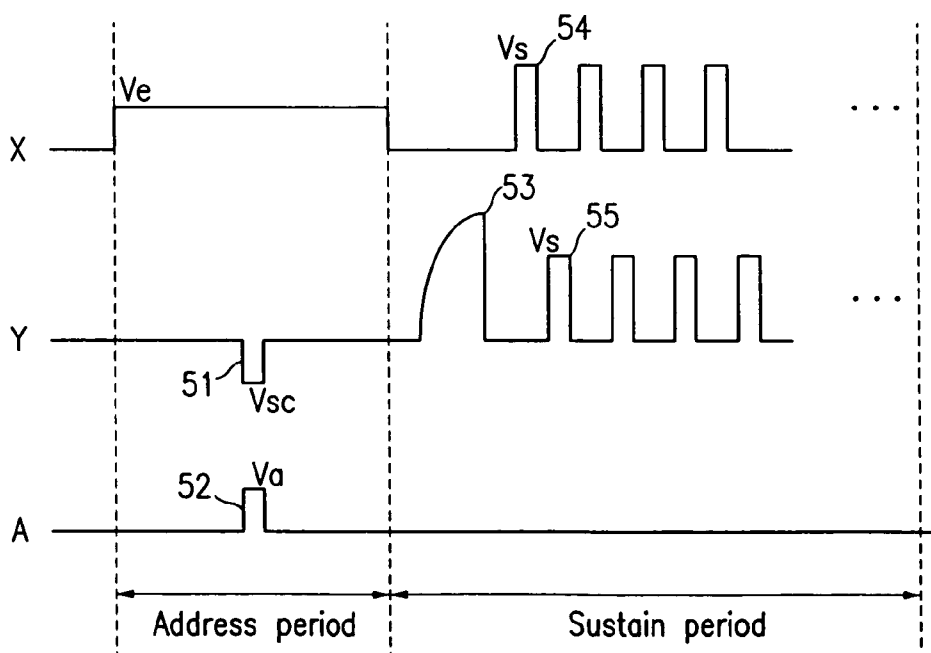 Vs 54
Ve
X
53
Vs 55
Y
51
Vsc
Va
52
A
Address period
Sustain period